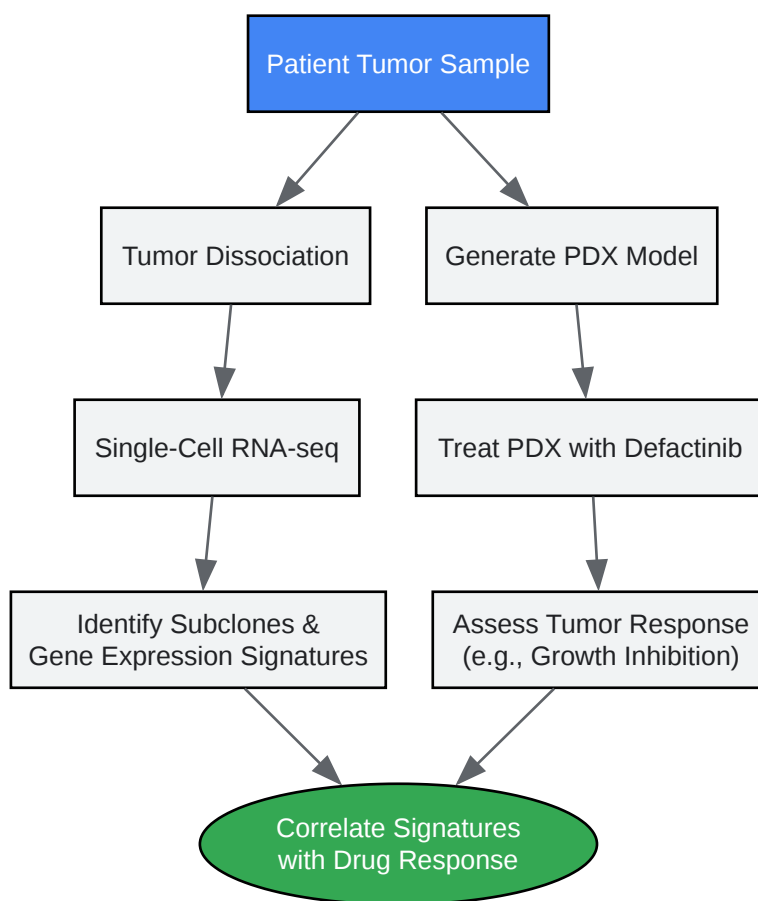 Patient Tumor Sample
Tumor Dissociation
Generate PDX Model
Single-Cell RNA-seq
Treat PDX with Defactinib
Identify Subclones &
Gene Expression Signatures
Assess Tumor Response
(e.g., Growth Inhibition)
Correlate Signatures
with Drug Response